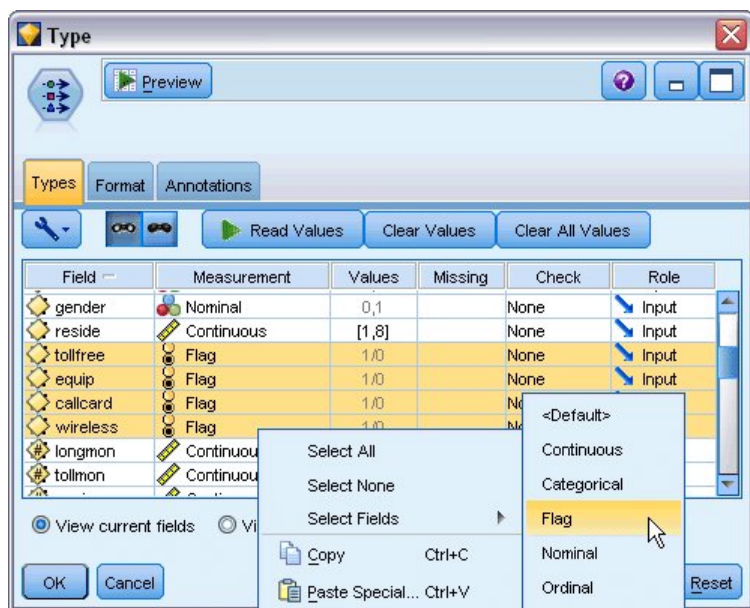 Type
Preview
Types Format Annotations
Read Values Clear Values Clear All Values
Field Measurement Values Missing Check Role
gender Nominal 0,1 None Input
reside Continuous [1,8] None Input
tollfree Flag 1/0 None Input
equip Flag 1/0 None Input
callcard Flag 1/0
wireless Flag 1/0
longmon Continuou
tollmon Continuou
<Default>
Continuous
Categorical
Flag
Nominal
Ordinal
Select All
Select None
Select Fields
Copy Ctrl+C
Paste Special... Ctrl+V
View current fields Vi
OK Cancel Reset